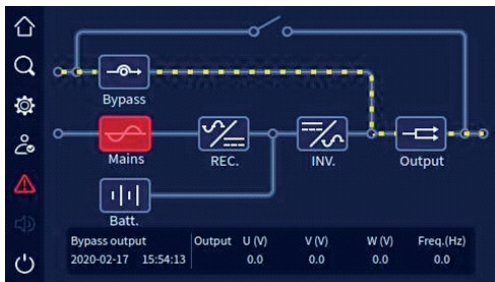 Bypass
Mains
REC.
INV.
Output
Batt.
Bypass output
Output U (V) V (V) W (V) Freq.(Hz)
2020-02-17 15:54:13
0.0 0.0 0.0 0.0